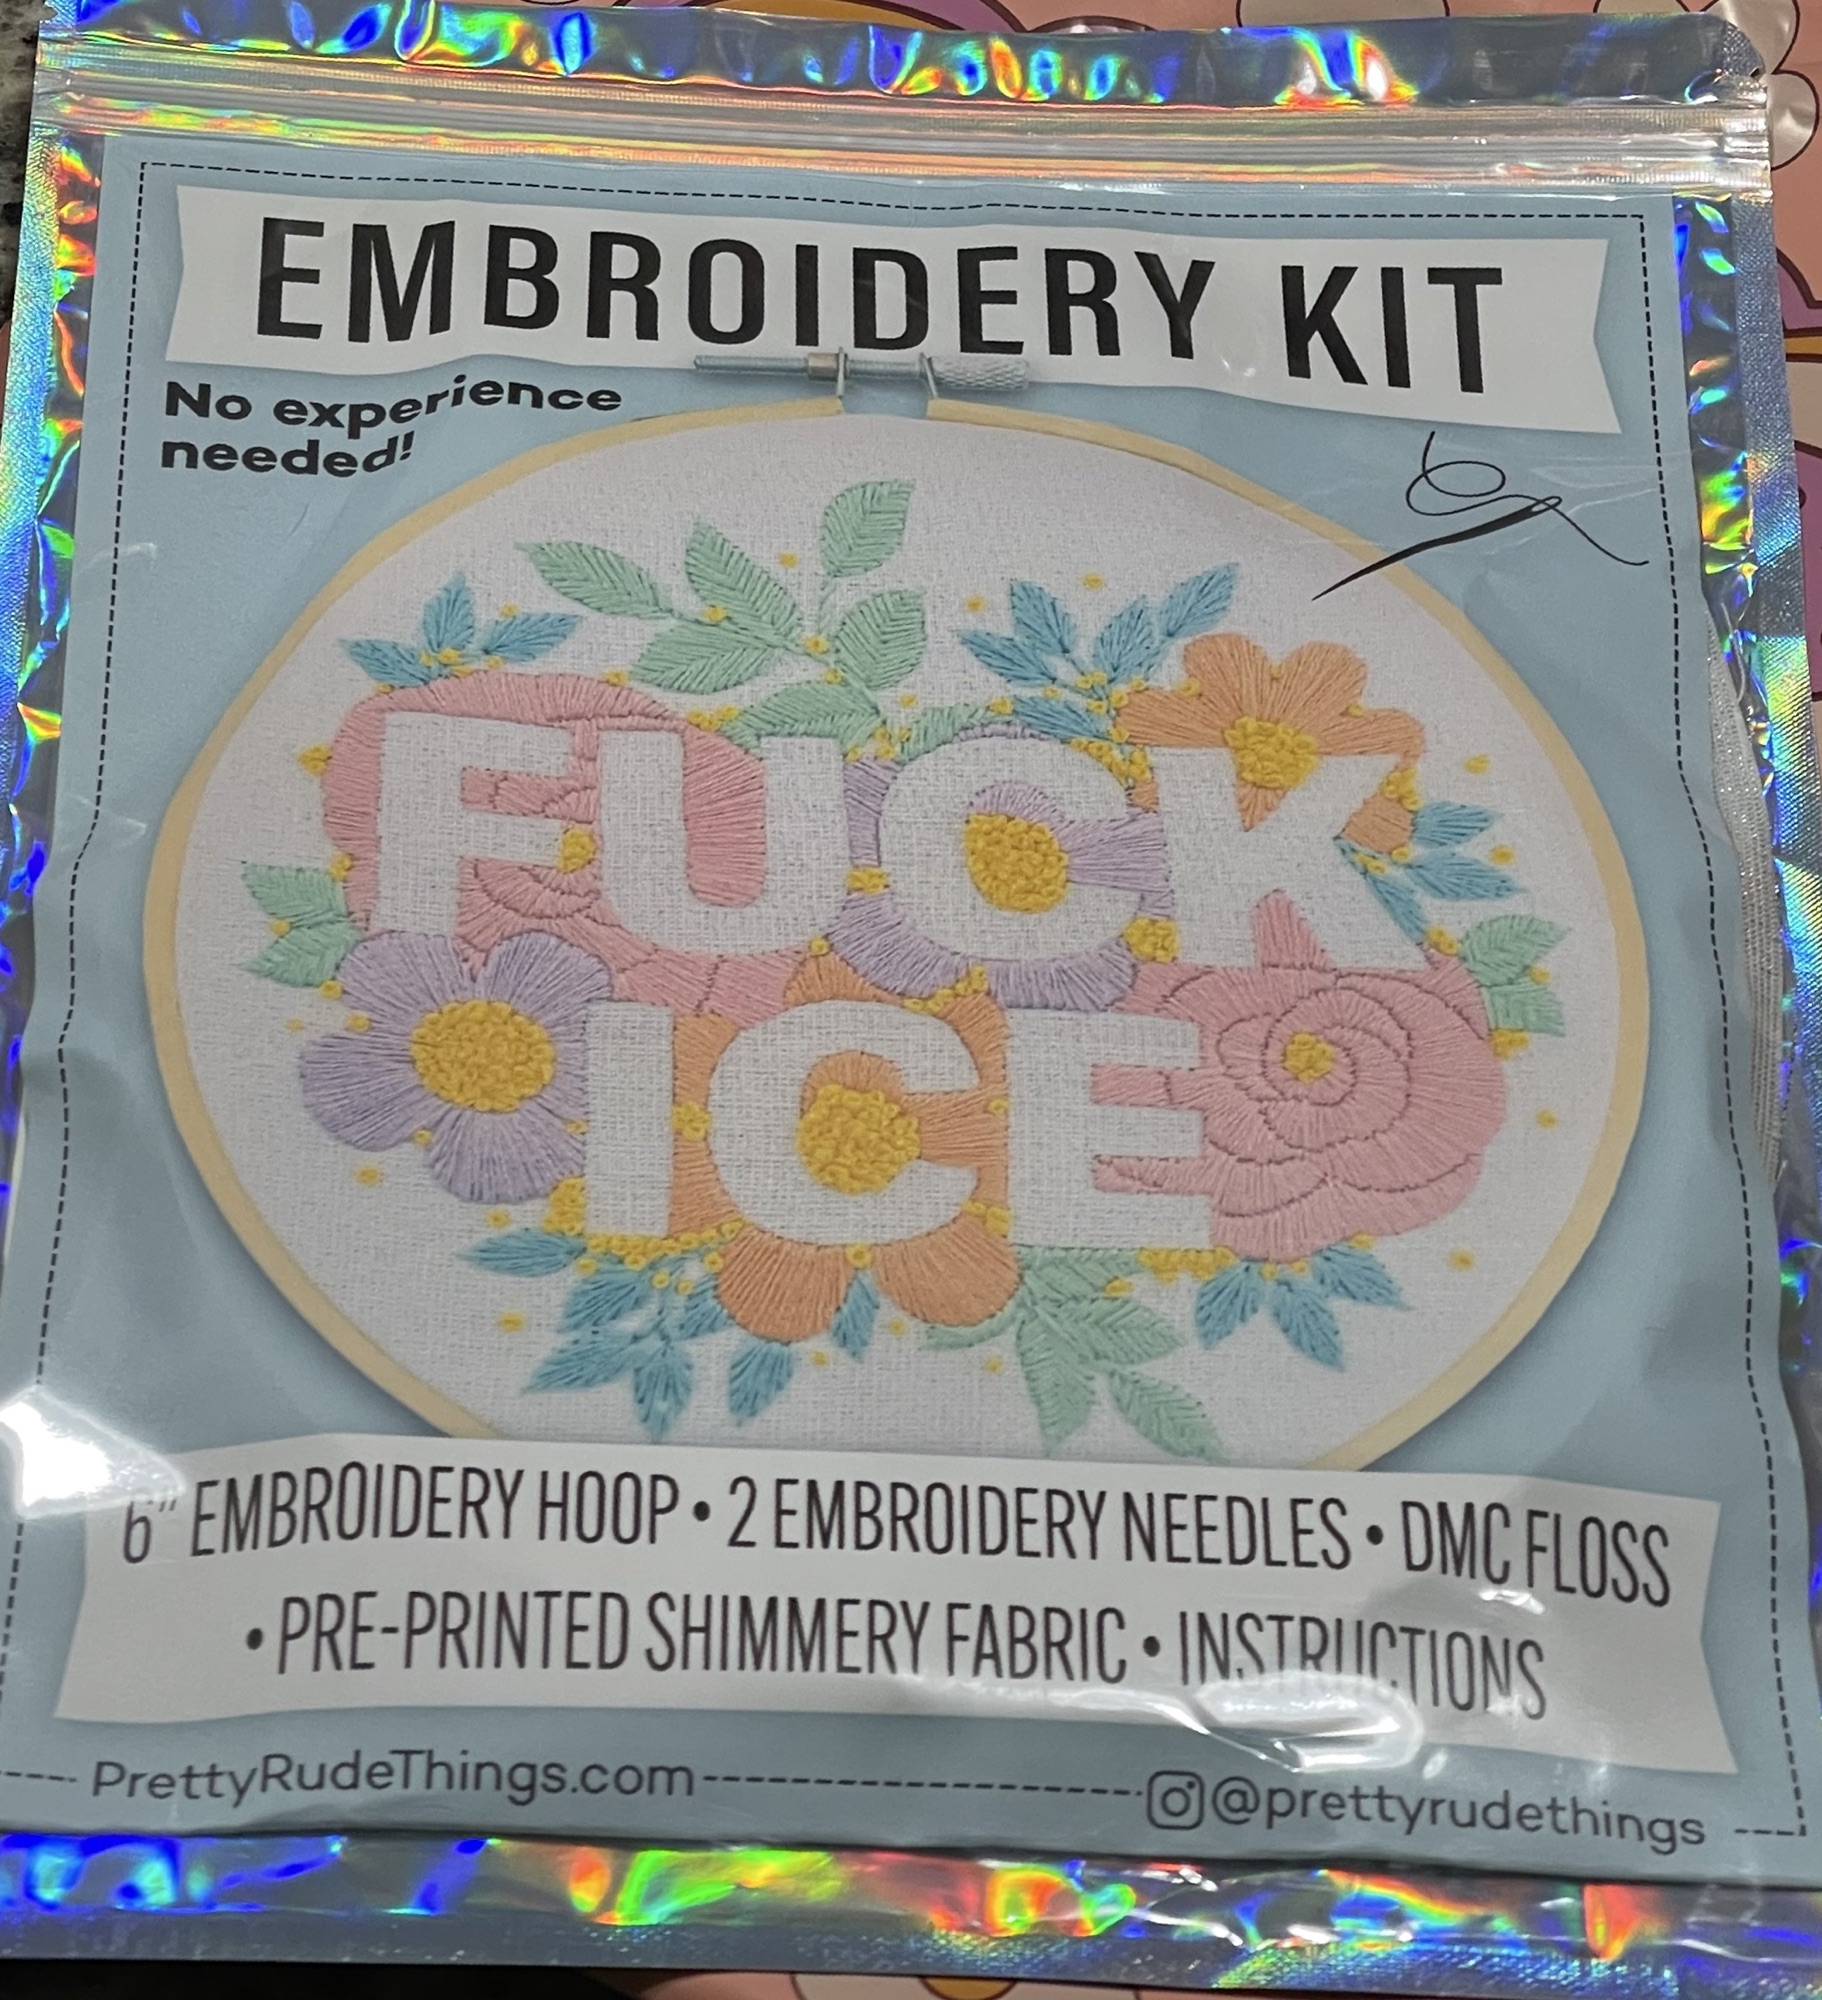 EMBROIDERY KIT
No experience
needed!
FUCK
ICE
6" EMBROIDERY HOOP • 2 EMBROIDERY NEEDLES • DMC FLOSS
• PRE-PRINTED SHIMMERY FABRIC • INSTRUCTIONS
PrettyRudeThings.com @prettyrudethings